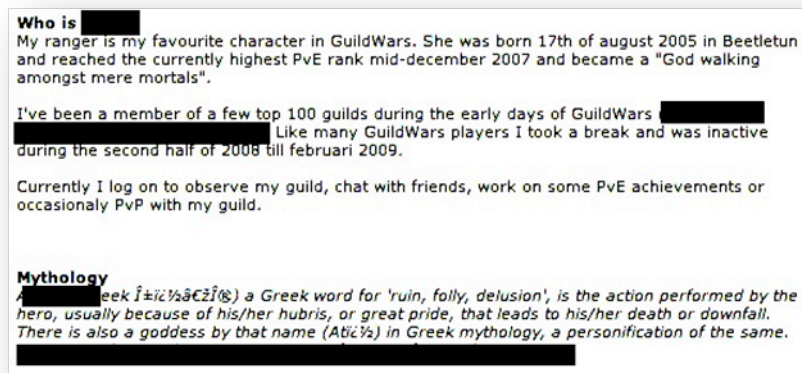 Who is
My ranger is my favourite character in GuildWars. She was born 17th of august 2005 in Beetletun
and reached the currently highest PvE rank mid-december 2007 and became a "God walking
amongst mere mortals".
I've been a member of a few top 100 guilds during the early days of GuildWars
Like many GuildWars players I took a break and was inactive
during the second half of 2008 till februari 2009.
Currently I log on to observe my guild, chat with friends, work on some PvE achievements or
occasionaly PvP with my guild.
Mythology
eek Î±ï¿½â€žÎ®) a Greek word for 'ruin, folly, delusion', is the action performed by the
hero, usually because of his/her hubris, or great pride, that leads to his/her death or downfall.
There is also a goddess by that name (Atï¿½) in Greek mythology, a personification of the same.